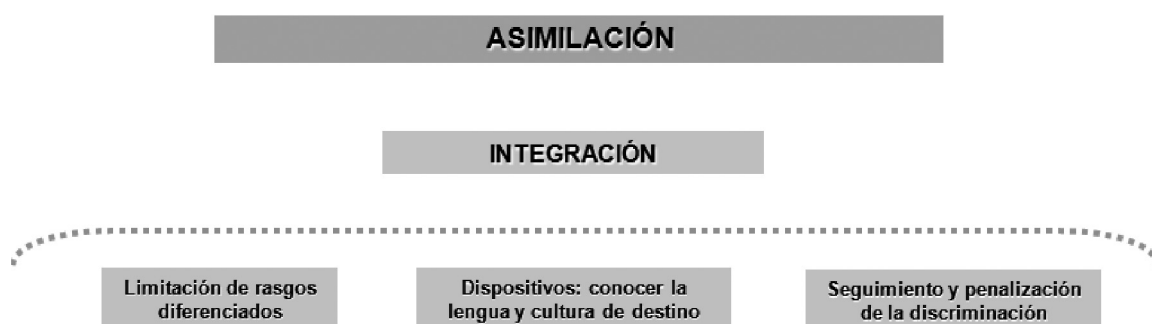 ASIMILACIÓN
INTEGRACIÓN
Limitación de rasgos
diferenciados
Dispositivos: conocer la
lengua y cultura de destino
Seguimiento y penalización
de la discriminación